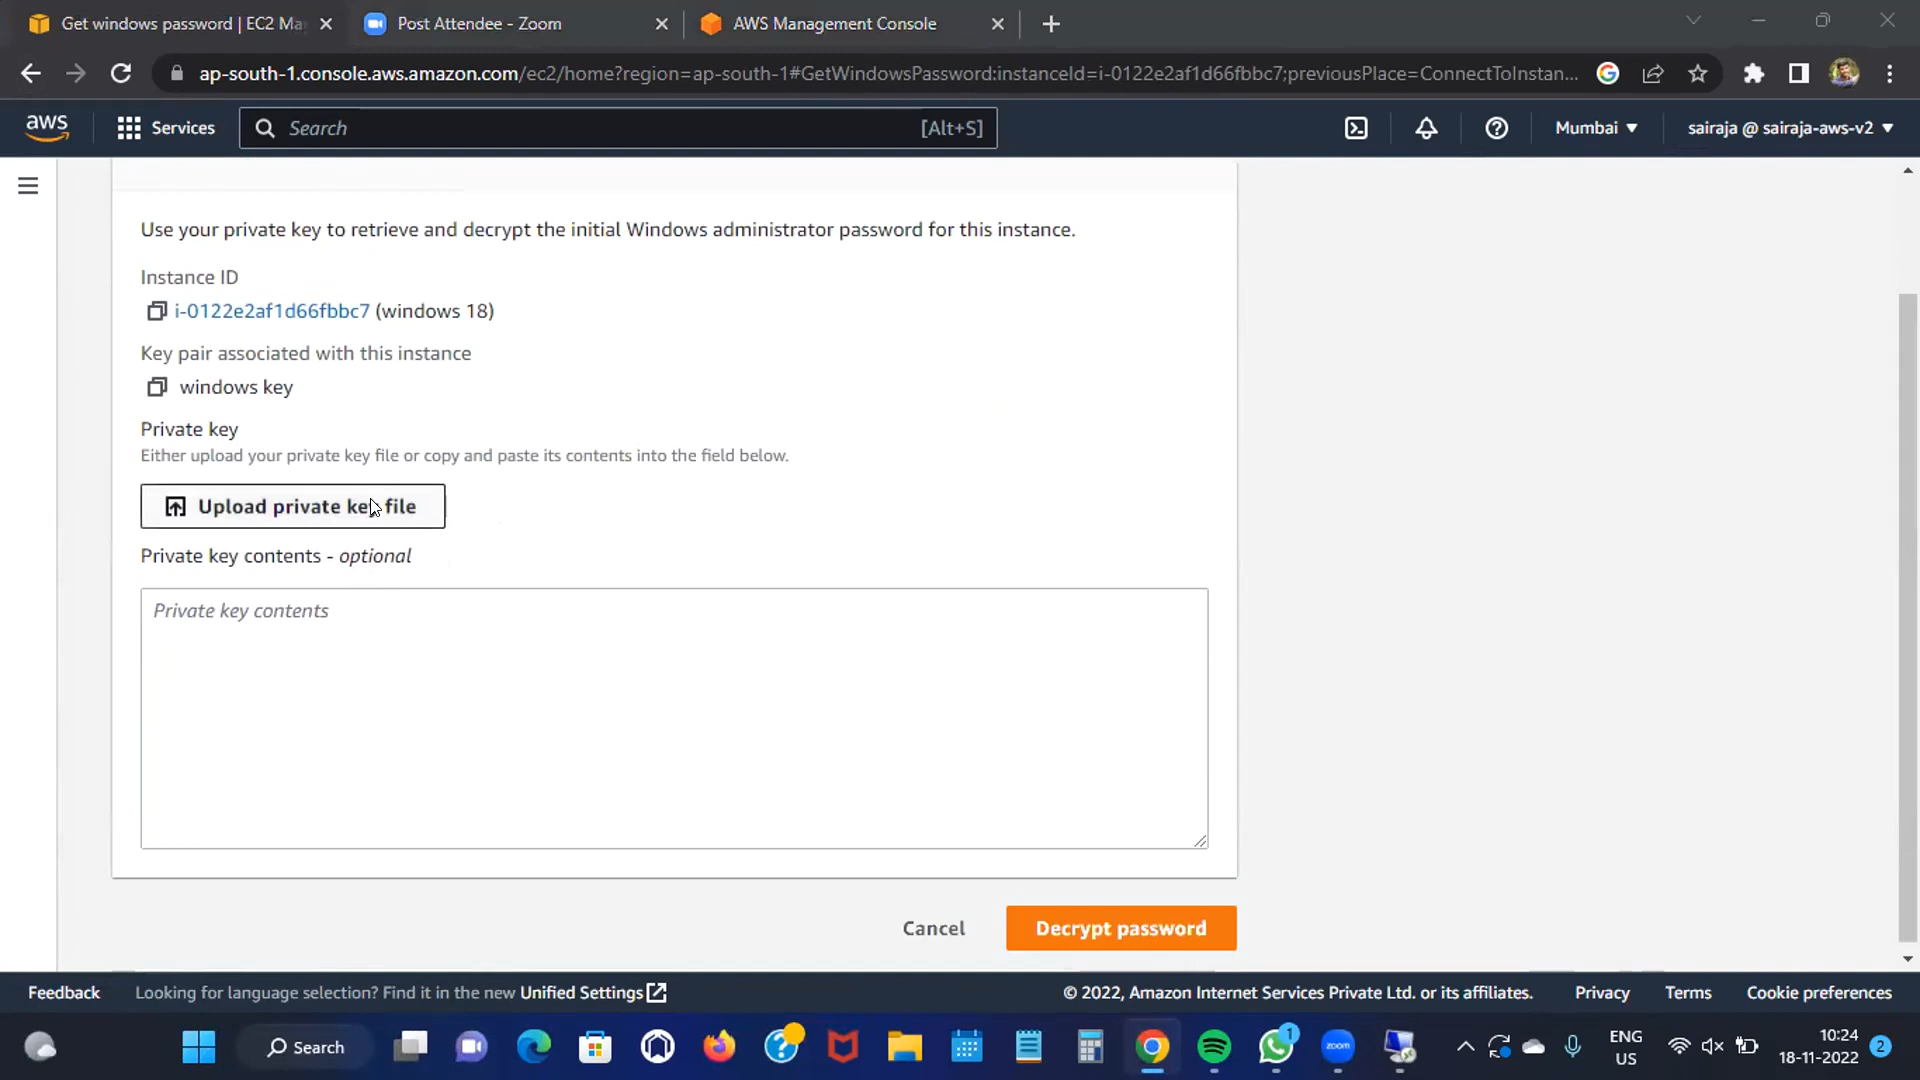 Get windows password | EC2 Ma
Post Attendee - Zoom
AWS Management Console
ap-south-1.console.aws.amazon.com/ec2/home?region=ap-south-1#GetWindowsPassword:instanceId=i-0122e2af1d66fbbc7;previousPlace=ConnectToInstan...
aws
Services
Search
[Alt+S]
Mumbai
sairaja @ sairaja-aws-v2
Use your private key to retrieve and decrypt the initial Windows administrator password for this instance.
Instance ID
i-0122e2af1d66fbbc7 (windows 18)
Key pair associated with this instance
windows key
Private key
Either upload your private key file or copy and paste its contents into the field below.
Upload private key file
Private key contents - optional
Private key contents
Cancel
Decrypt password
Feedback
Looking for language selection? Find it in the new Unified Settings
© 2022, Amazon Internet Services Private Ltd. or its affiliates.
Privacy
Terms
Cookie preferences
Search
1
zoom
ENG
US
10:24
18-11-2022
2